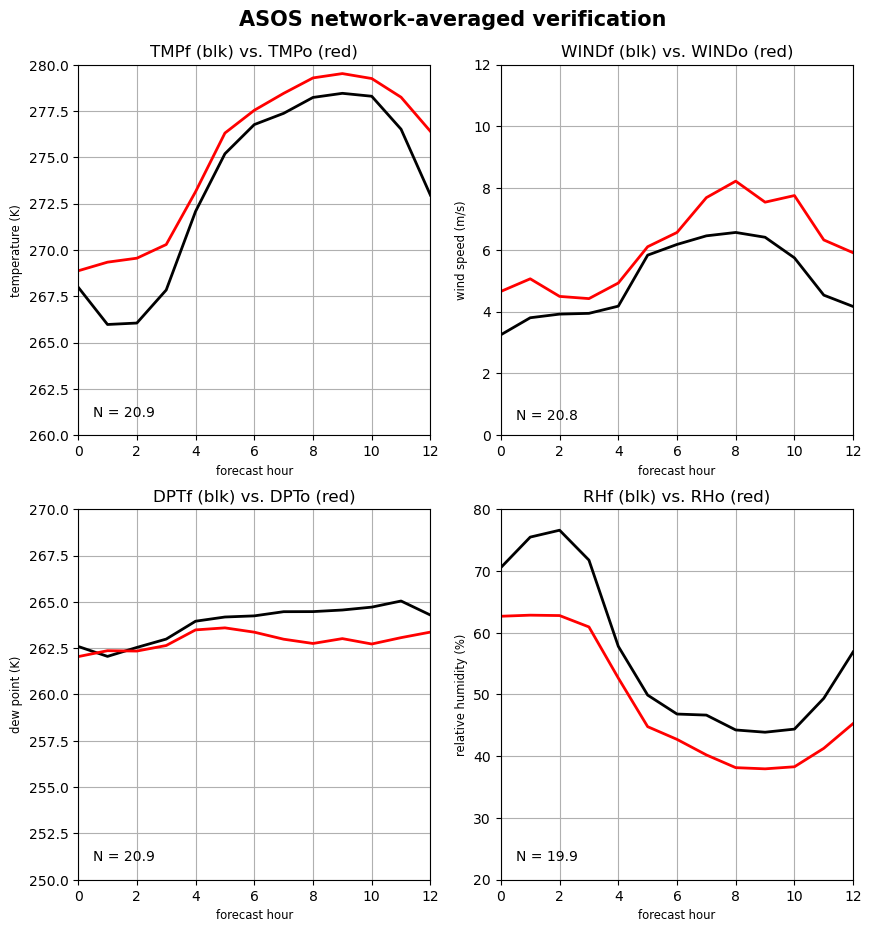 ASOS network-averaged verification
TMPf (blk) vs. TMPo (red)
280.0
277.5
275.0
272.5
270.0
267.5
265.0
262.5
260.0
temperature (K)
N = 20.9
0 2 4 6 8 10 12
forecast hour
WINDf (blk) vs. WINDo (red)
12
10
8
6
4
2
0
wind speed (m/s)
N = 20.8
0 2 4 6 8 10 12
forecast hour
DPTf (blk) vs. DPTo (red)
270.0
267.5
265.0
262.5
260.0
257.5
255.0
252.5
250.0
dew point (K)
N = 20.9
0 2 4 6 8 10 12
forecast hour
RHf (blk) vs. RHo (red)
80
70
60
50
40
30
20
relative humidity (%)
N = 19.9
0 2 4 6 8 10 12
forecast hour